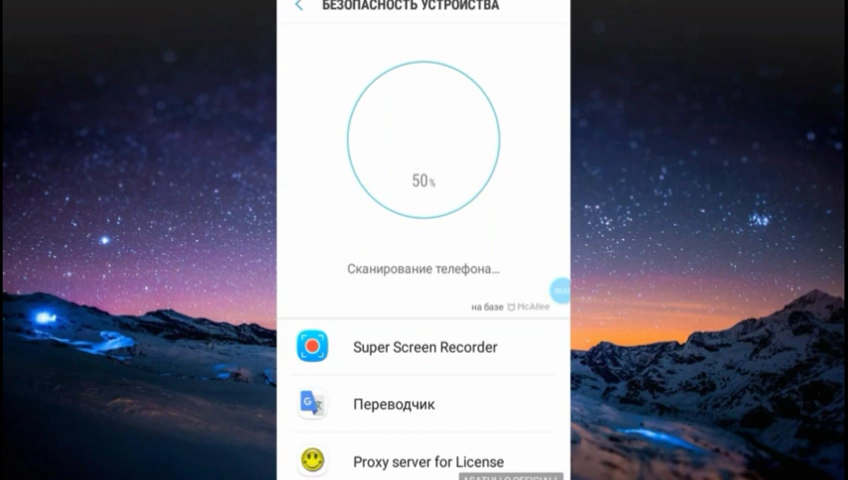 БЕЗОПАСНОСТЬ УСТРОЙСТВА
50%
Сканирование телефона...
на базе McAfee
Super Screen Recorder
Переводчик
Proxy server for License